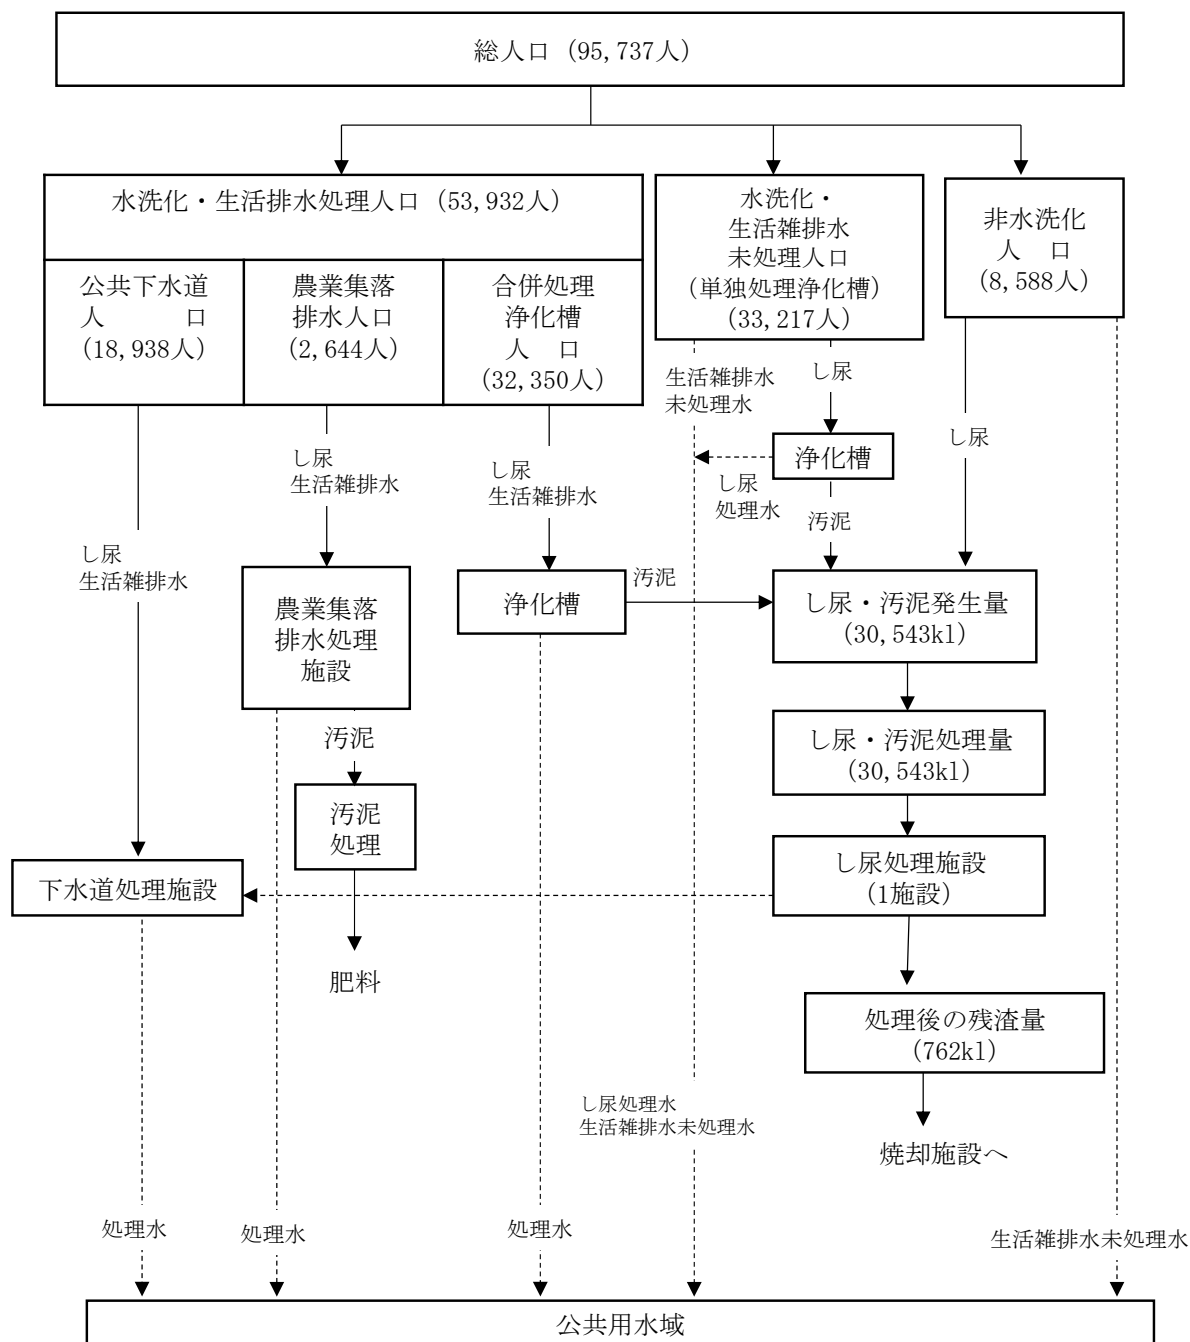 総人口 (95,737人)
水洗化・生活排水処理人口 (53,932人)
公共下水道
人　　　口
(18,938人)
農業集落
排水人口
(2,644人)
合併処理
浄化槽
人　口
(32,350人)
水洗化・
生活雑排水
未処理人口
(単独処理浄化槽)
(33,217人)
非水洗化
人　口
(8,588人)
生活雑排水
未処理水
し尿
し尿
浄化槽
し尿
処理水
汚泥
し尿
生活雑排水
し尿
生活雑排水
し尿
生活雑排水
農業集落
排水処理
施設
浄化槽
汚泥
し尿・汚泥発生量
(30,543kl)
し尿・汚泥処理量
(30,543kl)
汚泥
汚泥
処理
し尿処理施設
(1施設)
下水道処理施設
肥料
処理後の残渣量
(762kl)
し尿処理水
生活雑排水未処理水
焼却施設へ
処理水
処理水
処理水
生活雑排水未処理水
公共用水域